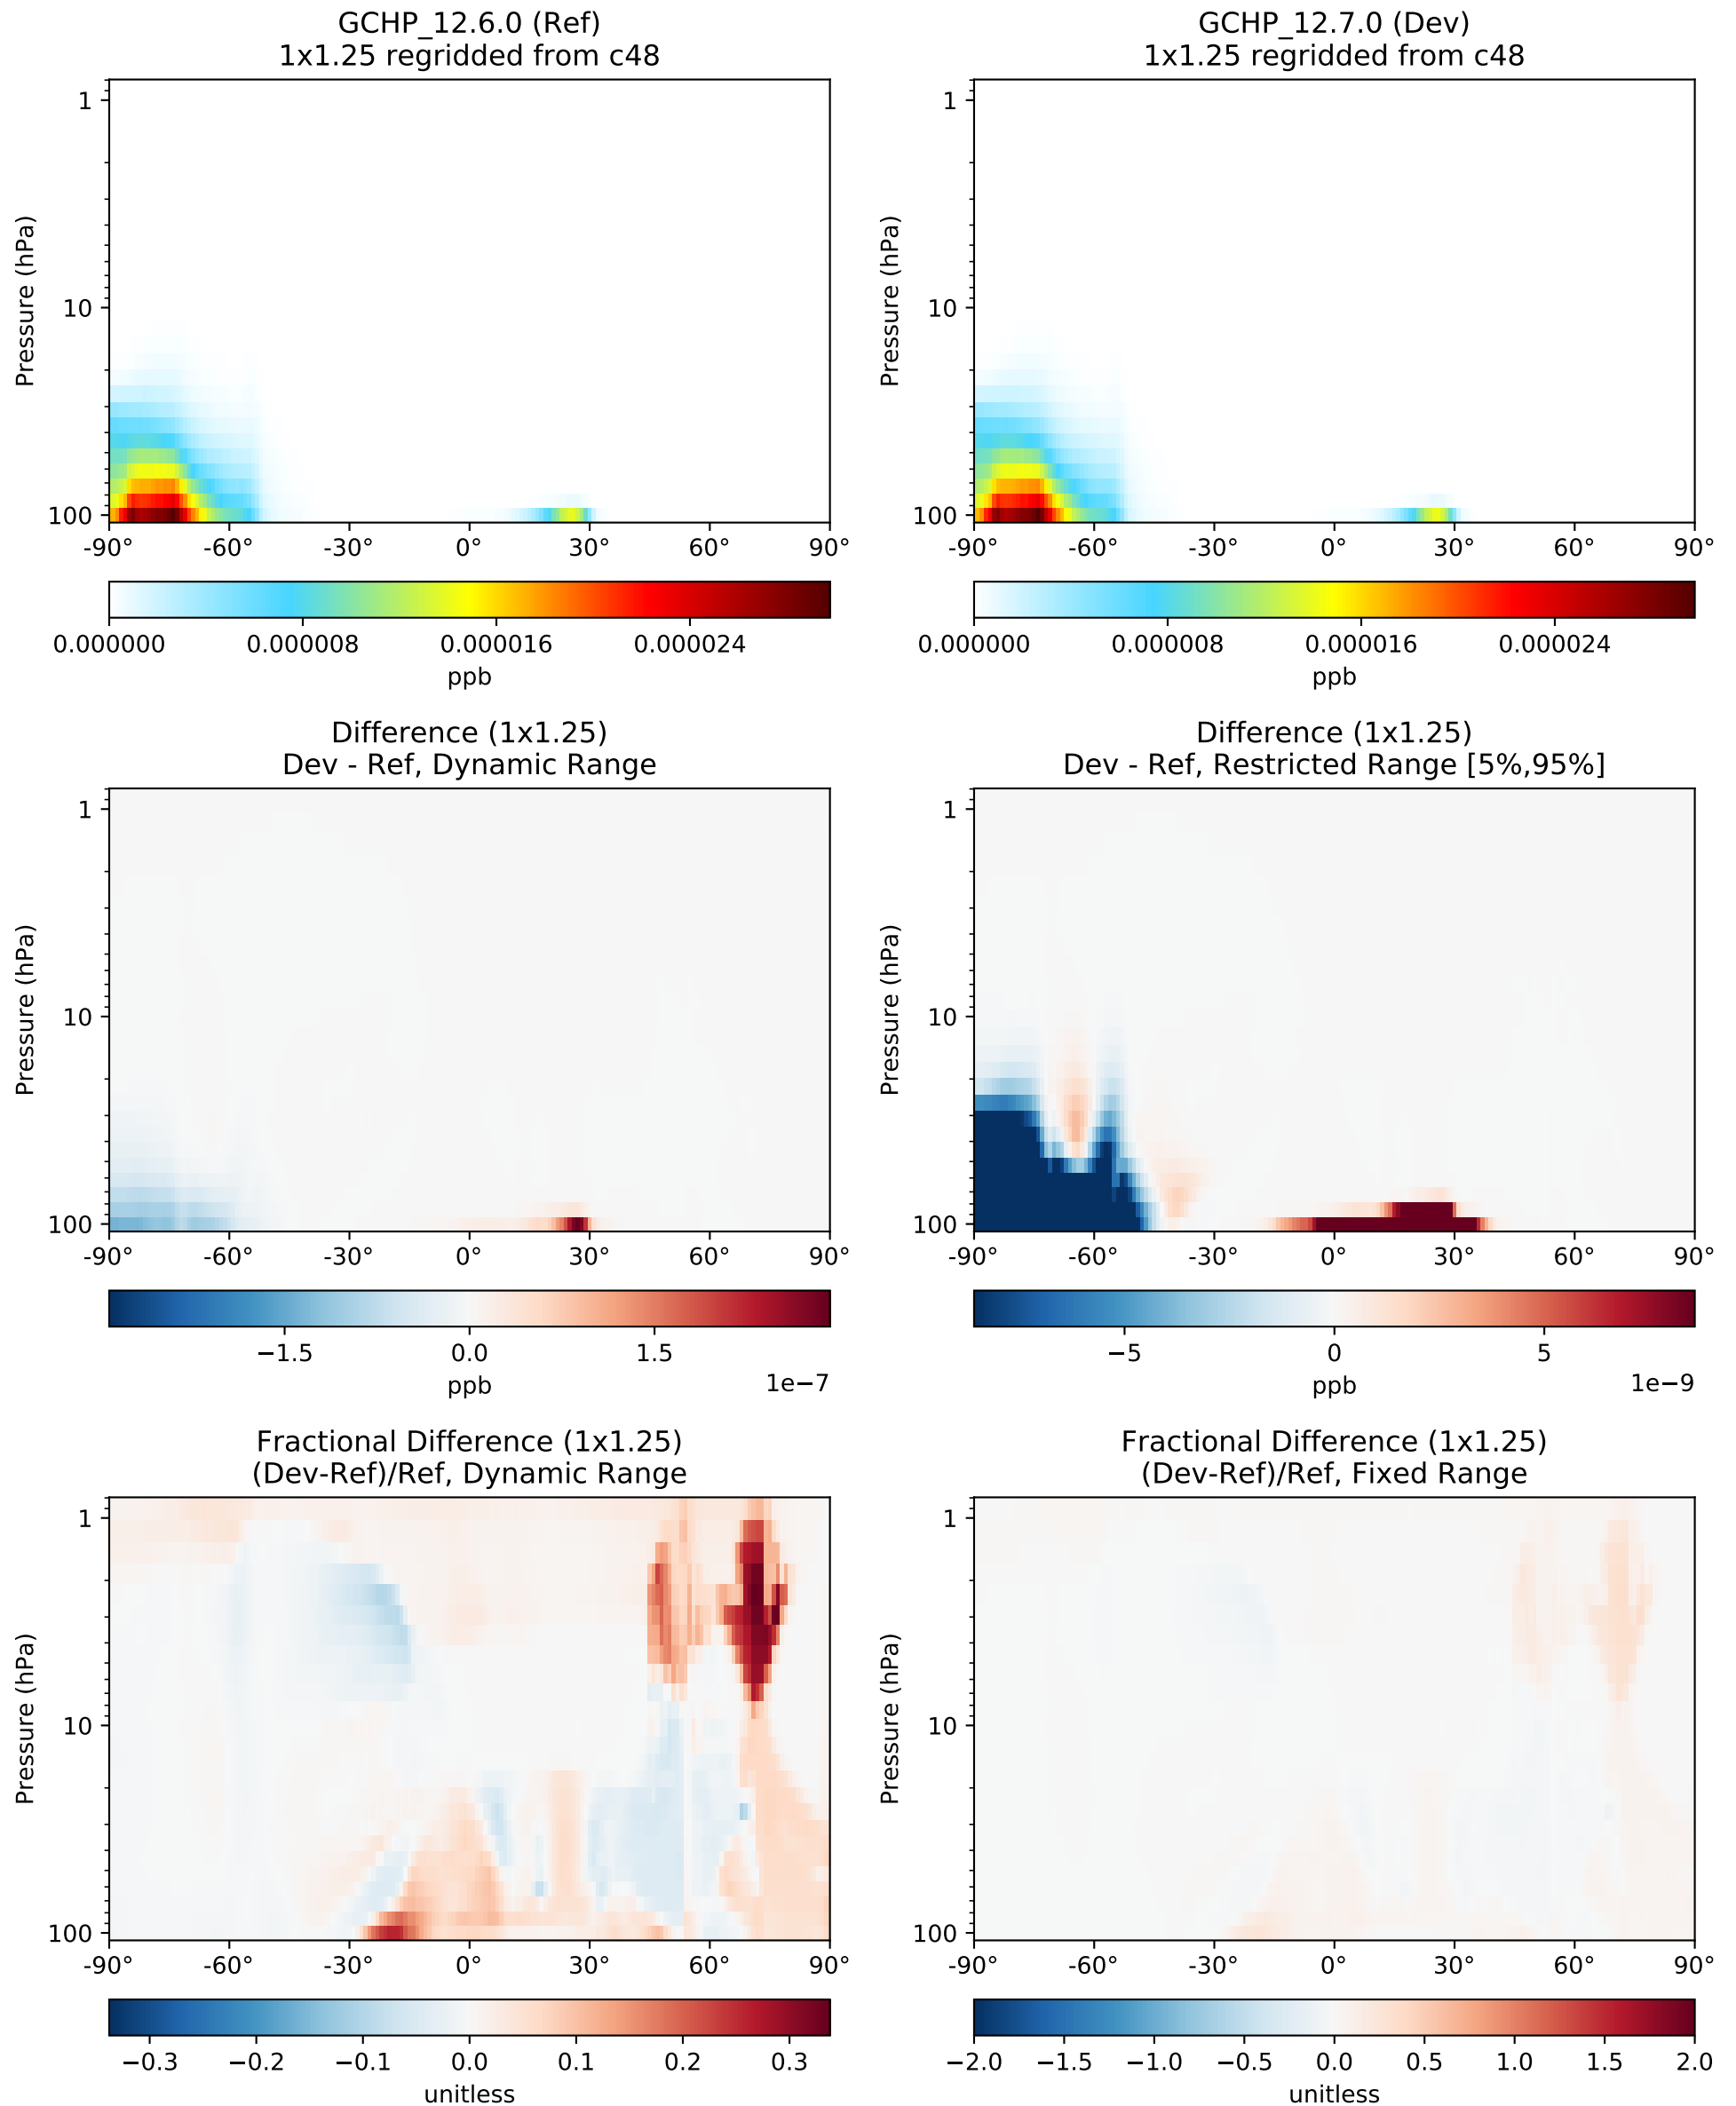 GCHP_12.6.0 (Ref)
1x1.25 regridded from c48
Pressure (hPa)
1
10
100
-90° -60° -30° 0° 30° 60° 90°
0.000000 0.000008 0.000016 0.000024
ppb
GCHP_12.7.0 (Dev)
1x1.25 regridded from c48
Pressure (hPa)
1
10
100
-90° -60° -30° 0° 30° 60° 90°
0.000000 0.000008 0.000016 0.000024
ppb
Difference (1x1.25)
Dev - Ref, Dynamic Range
Pressure (hPa)
1
10
100
-90° -60° -30° 0° 30° 60° 90°
−1.5 0.0 1.5
ppb 1e−7
Difference (1x1.25)
Dev - Ref, Restricted Range [5%,95%]
Pressure (hPa)
1
10
100
-90° -60° -30° 0° 30° 60° 90°
−5 0 5
ppb 1e−9
Fractional Difference (1x1.25)
(Dev-Ref)/Ref, Dynamic Range
Pressure (hPa)
1
10
100
-90° -60° -30° 0° 30° 60° 90°
−0.3 −0.2 −0.1 0.0 0.1 0.2 0.3
unitless
Fractional Difference (1x1.25)
(Dev-Ref)/Ref, Fixed Range
Pressure (hPa)
1
10
100
-90° -60° -30° 0° 30° 60° 90°
−2.0 −1.5 −1.0 −0.5 0.0 0.5 1.0 1.5 2.0
unitless